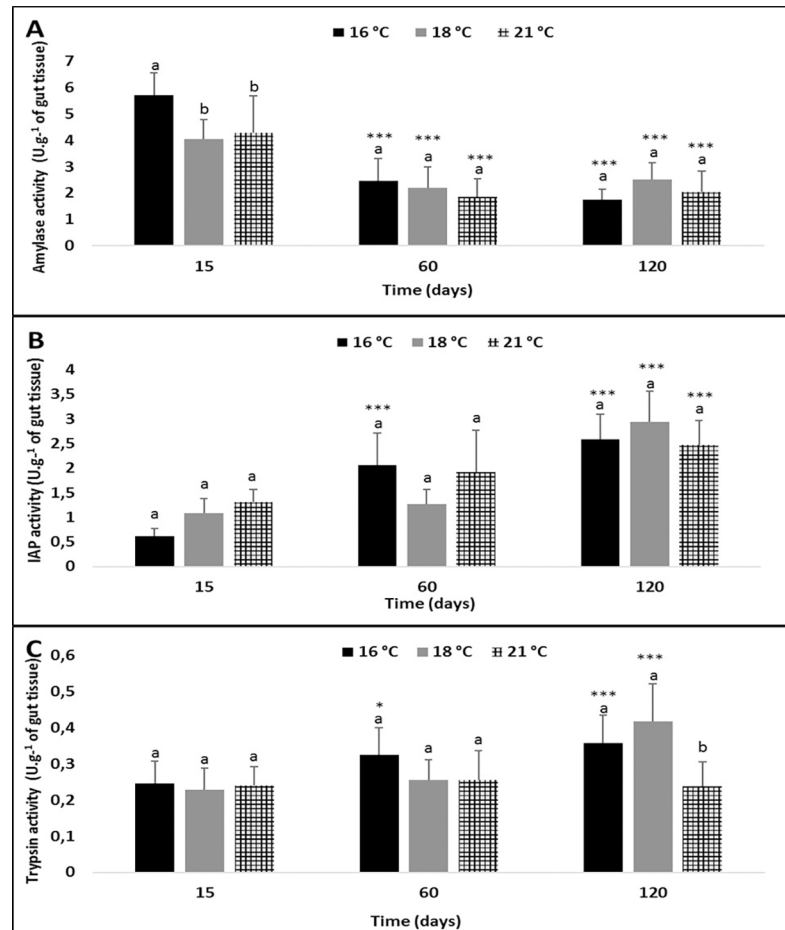 A
16 °C 18 °C 21 °C
Amylase activity (U.g-1 of gut tissue)
7
6
5
4
3
2
1
0
a
b
b
*** *** ***
a a a
*** *** ***
a a a
15 60 120
Time (days)
B
16 °C 18 °C 21 °C
IAP activity (U.g-1 of gut tissue)
4
3,5
3
2,5
2
1,5
1
0,5
0
a a a
***
a a a
*** *** ***
a a a
15 60 120
Time (days)
C
16 °C 18 °C 21 °C
Trypsin activity (U.g-1 of gut tissue)
0,6
0,5
0,4
0,3
0,2
0,1
0
a a a
*
a a a
*** ***
a a b
15 60 120
Time (days)